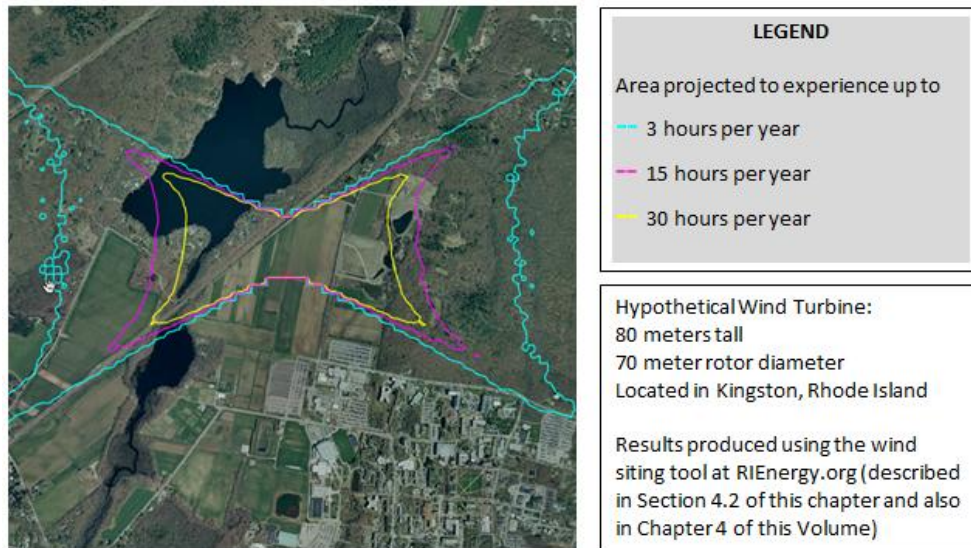 LEGEND
Area projected to experience up to
3 hours per year
15 hours per year
30 hours per year
Hypothetical Wind Turbine:
80 meters tall
70 meter rotor diameter
Located in Kingston, Rhode Island
Results produced using the wind
siting tool at RIEnergy.org (described
in Section 4.2 of this chapter and also
in Chapter 4 of this Volume)